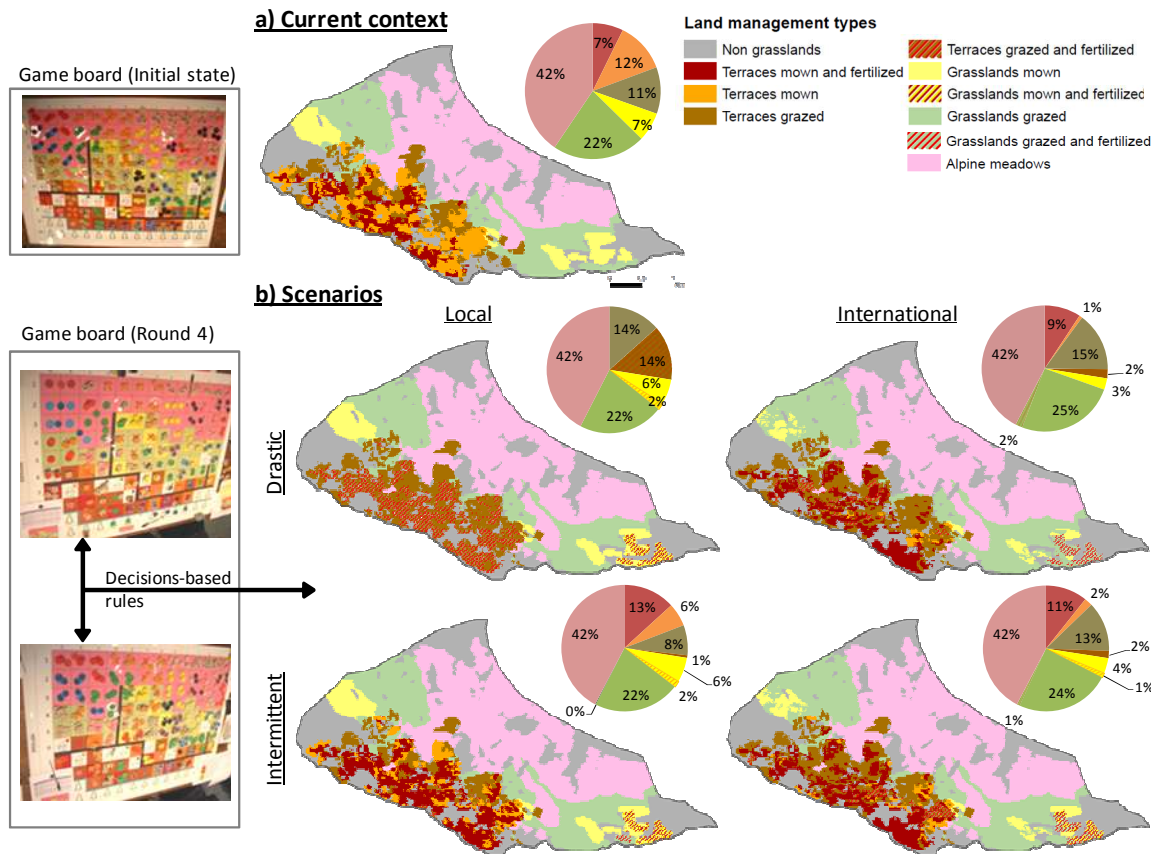 a) Current context
Game board (Initial state)
7%
12%
11%
7%
22%
42%
Land management types
Non grasslands
Terraces mown and fertilized
Terraces mown
Terraces grazed
Terraces grazed and fertilized
Grasslands mown
Grasslands mown and fertilized
Grasslands grazed
Grasslands grazed and fertilized
Alpine meadows
b) Scenarios
Local
International
Game board (Round 4)
Decisions-based
rules
Drastic
14%
14%
6%
2%
22%
42%
9%
1%
15%
2%
3%
25%
2%
42%
Intermittent
13%
6%
8%
1%
6%
2%
22%
0%
42%
11%
2%
13%
2%
4%
1%
24%
1%
42%